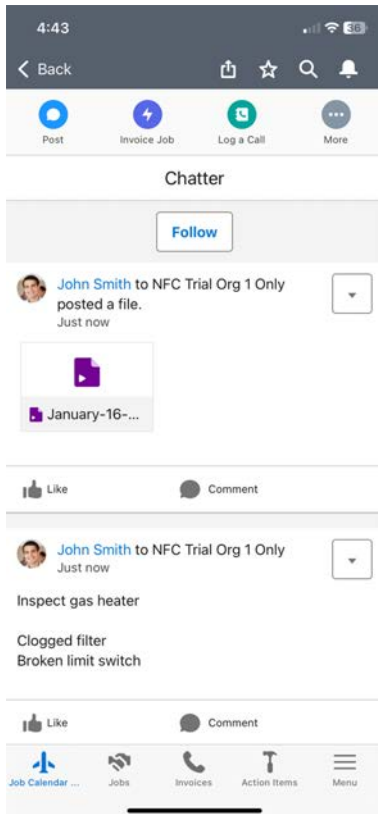 4:43
36
Back
Post
Invoice Job
Log a Call
More
Chatter
Follow
John Smith to NFC Trial Org 1 Only
posted a file.
Just now
January-16-...
Like
Comment
John Smith to NFC Trial Org 1 Only
Just now
Inspect gas heater
Clogged filter
Broken limit switch
Like
Comment
Job Calendar ...
Jobs
Invoices
Action Items
Menu